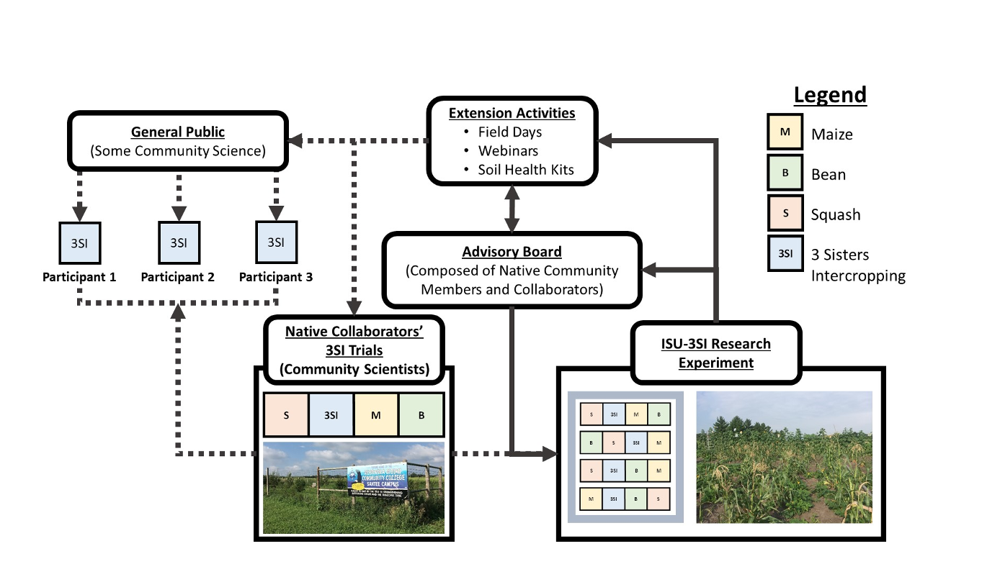 Legend
M Maize
B Bean
S Squash
3SI 3 Sisters
Intercropping
General Public
(Some Community Science)
Extension Activities
• Field Days
• Webinars
• Soil Health Kits
3SI
3SI
3SI
Participant 1
Participant 2
Participant 3
Advisory Board
(Composed of Native Community
Members and Collaborators)
Native Collaborators’
3SI Trials
(Community Scientists)
S 3SI M B
COMMUNITY COLLEGE
SANTEE CAMPUS
ISU-3SI Research
Experiment
S 3SI M B
B S 3SI M
S 3SI B M
M 3SI B S